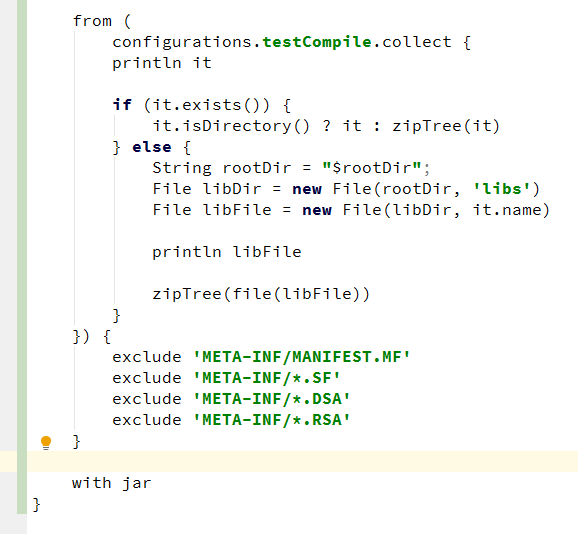 from (
configurations.testCompile.collect {
println it
if (it.exists()) {
it.isDirectory() ? it : zipTree(it)
} else {
String rootDir = "$rootDir";
File libDir = new File(rootDir, 'libs')
File libFile = new File(libDir, it.name)
println libFile
zipTree(file(libFile))
}
}) {
exclude 'META-INF/MANIFEST.MF'
exclude 'META-INF/*.SF'
exclude 'META-INF/*.DSA'
exclude 'META-INF/*.RSA'
}
with jar
}